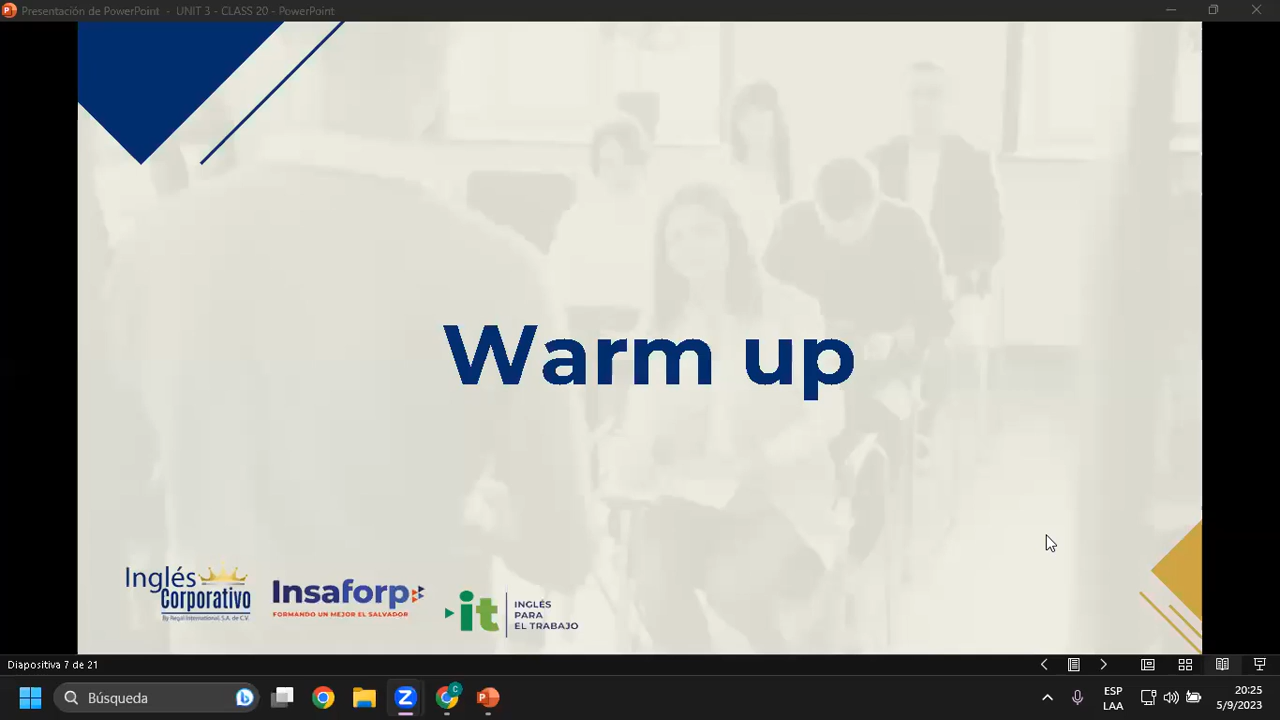 Presentación de PowerPoint - UNIT 3 - CLASS 20 - PowerPoint
Warm up
Inglés
Corporativo
By Regal International, S.A. de C.V.
Insaforp
FORMANDO UN MEJOR EL SALVADOR
it
INGLÉS
PARA
EL TRABAJO
Diapositiva 7 de 21
Búsqueda
C
ESP
LAA
20:25
5/9/2023